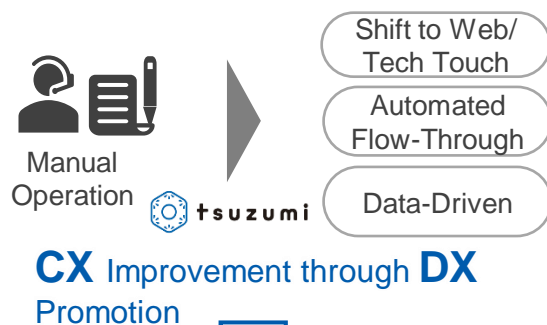 Shift to Web/
Tech Touch
Automated
Flow-Through
Data-Driven
Manual
Operation
tsuzumi
CX Improvement through DX
Promotion